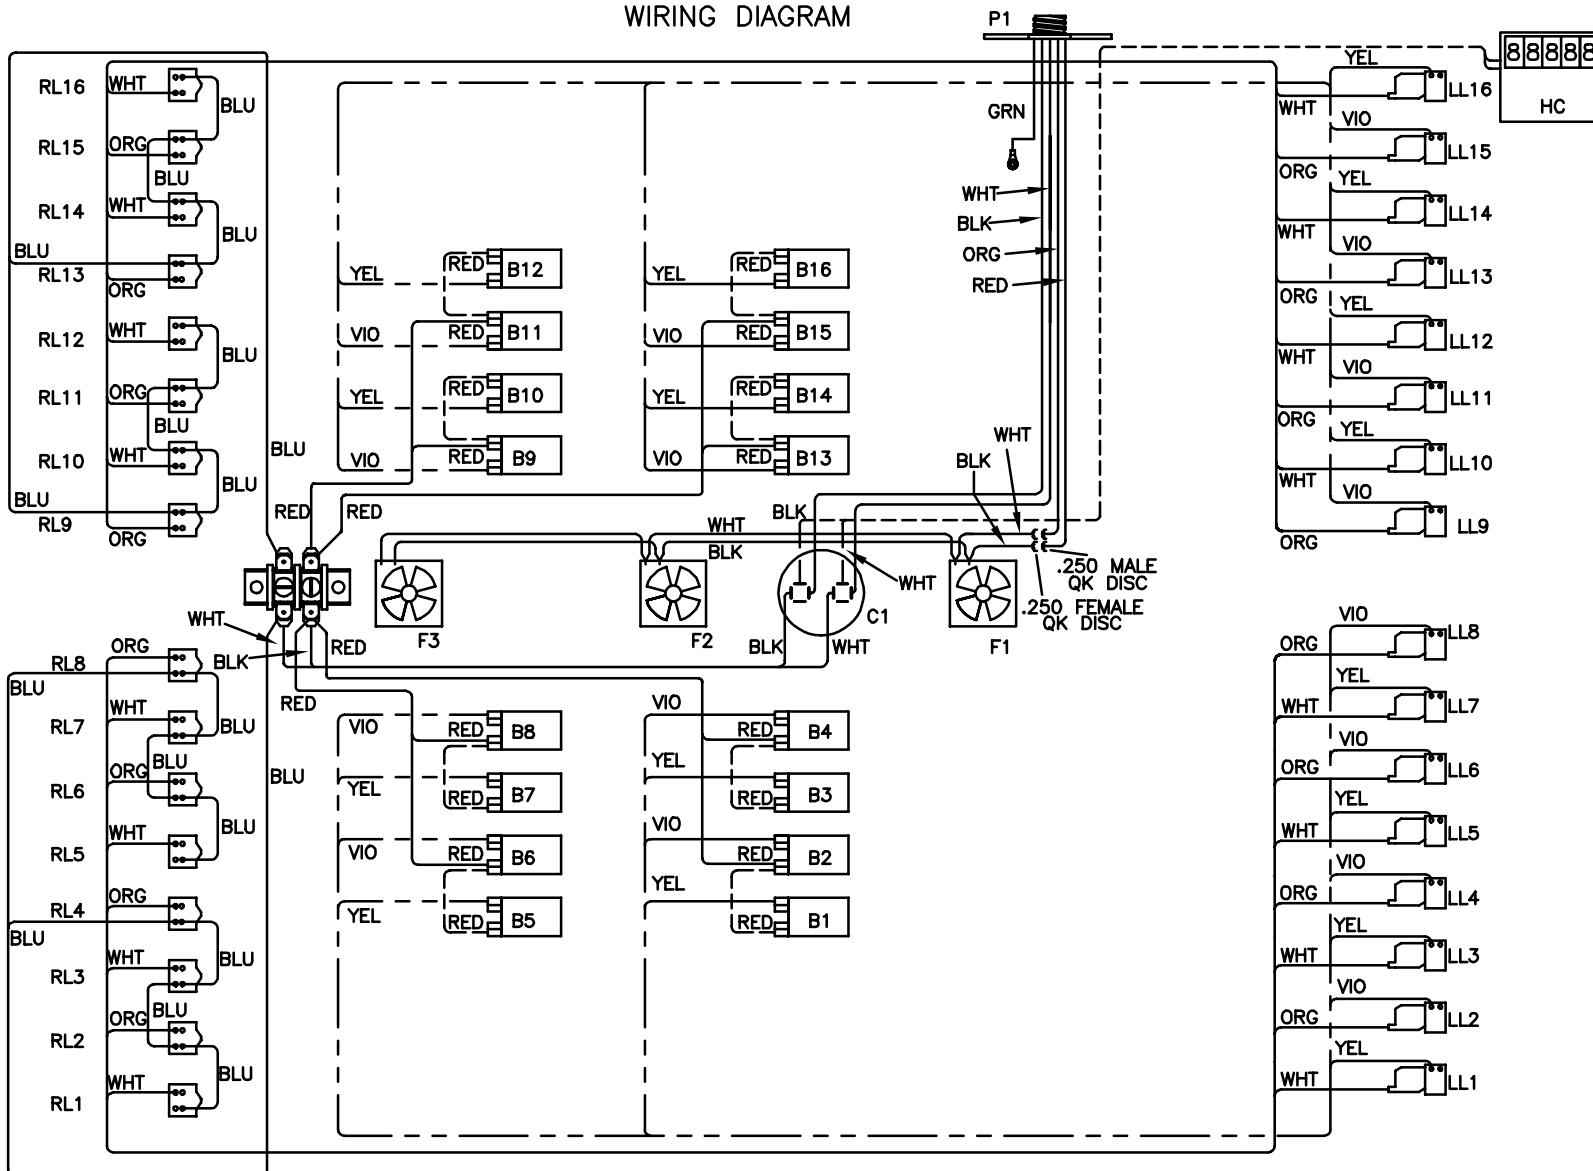 WIRING DIAGRAM
P1
GRN
WHT
BLK
ORG
RED
8 8 8 8 8
HC
RL16 WHT
BLU
RL15 ORG
BLU
RL14 WHT
BLU
BLU
RL13
ORG
RL12 WHT
BLU
RL11 ORG
BLU
RL10 WHT
BLU
BLU
RL9
ORG
BLU
YEL RED B12
VIO RED B11
YEL RED B10
VIO RED B9
YEL RED B16
VIO RED B15
YEL RED B14
VIO RED B13
YEL
WHT LL16
VIO
ORG LL15
YEL
WHT LL14
VIO
ORG LL13
YEL
WHT LL12
VIO
ORG LL11
YEL
WHT LL10
VIO
ORG LL9
RED RED
WHT
BLK
BLK
WHT
BLK
WHT
.250 MALE
QK DISC
.250 FEMALE
QK DISC
F3
F2
C1
F1
WHT
BLK
RED
RED
BLK WHT
ORG
RL8
BLU
WHT
RL7
BLU
BLU
ORG
RL6
BLU
WHT
RL5
BLU
ORG
RL4
BLU
WHT
RL3
BLU
BLU
ORG
RL2
WHT
BLU
RL1
VIO RED B8
YEL RED B7
VIO RED B6
YEL RED B5
VIO RED B4
YEL RED B3
VIO RED B2
YEL RED B1
VIO
ORG LL8
YEL
WHT LL7
VIO
ORG LL6
YEL
WHT LL5
VIO
ORG LL4
YEL
WHT LL3
VIO
ORG LL2
YEL
WHT LL1